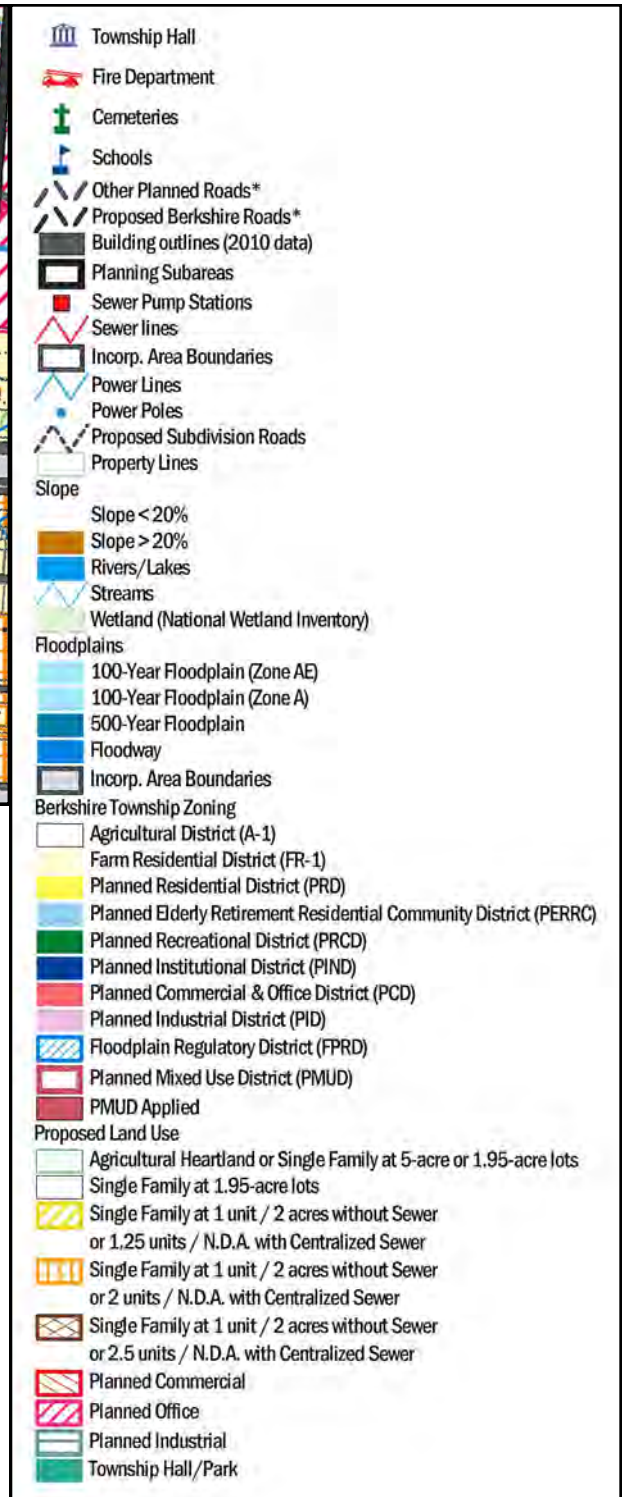 Township Hall
Fire Department
Cemeteries
Schools
Other Planned Roads*
Proposed Berkshire Roads*
Building outlines (2010 data)
Planning Subareas
Sewer Pump Stations
Sewer lines
Incorp. Area Boundaries
Power Lines
Power Poles
Proposed Subdivision Roads
Property Lines
Slope
Slope < 20%
Slope > 20%
Rivers/Lakes
Streams
Wetland (National Wetland Inventory)
Floodplains
100-Year Floodplain (Zone AE)
100-Year Floodplain (Zone A)
500-Year Floodplain
Floodway
Incorp. Area Boundaries
Berkshire Township Zoning
Agricultural District (A-1)
Farm Residential District (FR-1)
Planned Residential District (PRD)
Planned Elderly Retirement Residential Community District (PERRC)
Planned Recreational District (PRCD)
Planned Institutional District (PIND)
Planned Commercial & Office District (PCD)
Planned Industrial District (PID)
Floodplain Regulatory District (FPRD)
Planned Mixed Use District (PMUD)
PMUD Applied
Proposed Land Use
Agricultural Heartland or Single Family at 5-acre or 1.95-acre lots
Single Family at 1.95-acre lots
Single Family at 1 unit / 2 acres without Sewer
or 1.25 units / N.D.A. with Centralized Sewer
Single Family at 1 unit / 2 acres without Sewer
or 2 units / N.D.A. with Centralized Sewer
Single Family at 1 unit / 2 acres without Sewer
or 2.5 units / N.D.A. with Centralized Sewer
Planned Commercial
Planned Office
Planned Industrial
Township Hall/Park